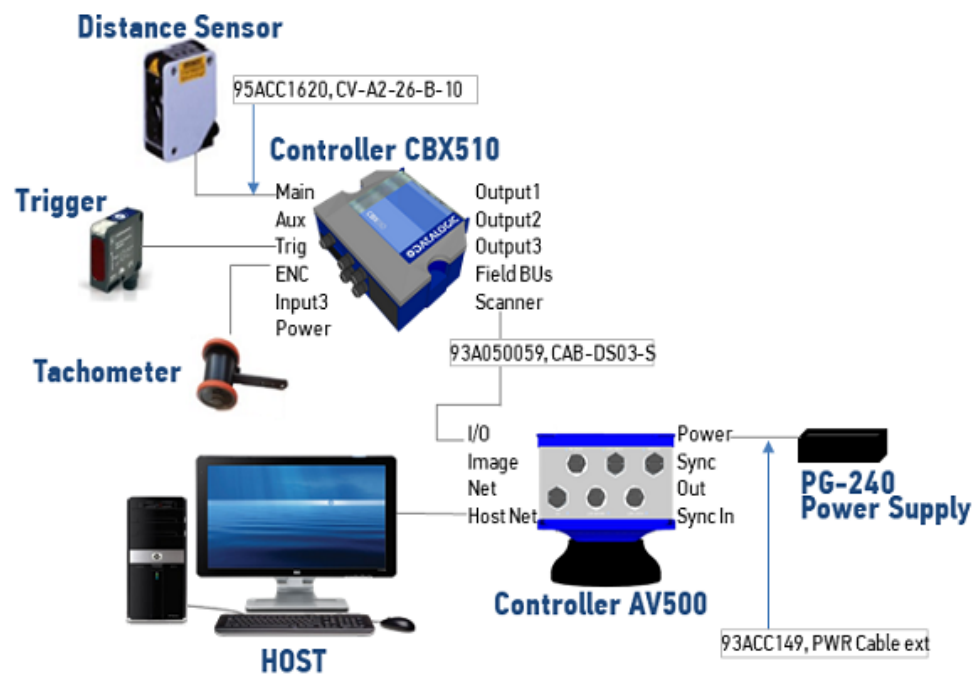 Distance Sensor
95ACC1620, CV-A2-26-B-10
Controller CBX510
Trigger
Main
Aux
Trig
ENC
Input3
Power
DATALOGIC
Output1
Output2
Output3
Field BUs
Scanner
93A050059, CAB-DS03-S
Tachometer
I/O
Image
Net
Host Net
Power
Sync
Out
Sync In
PG-240
Power Supply
Controller AV500
93ACC149, PWR Cable ext
HOST